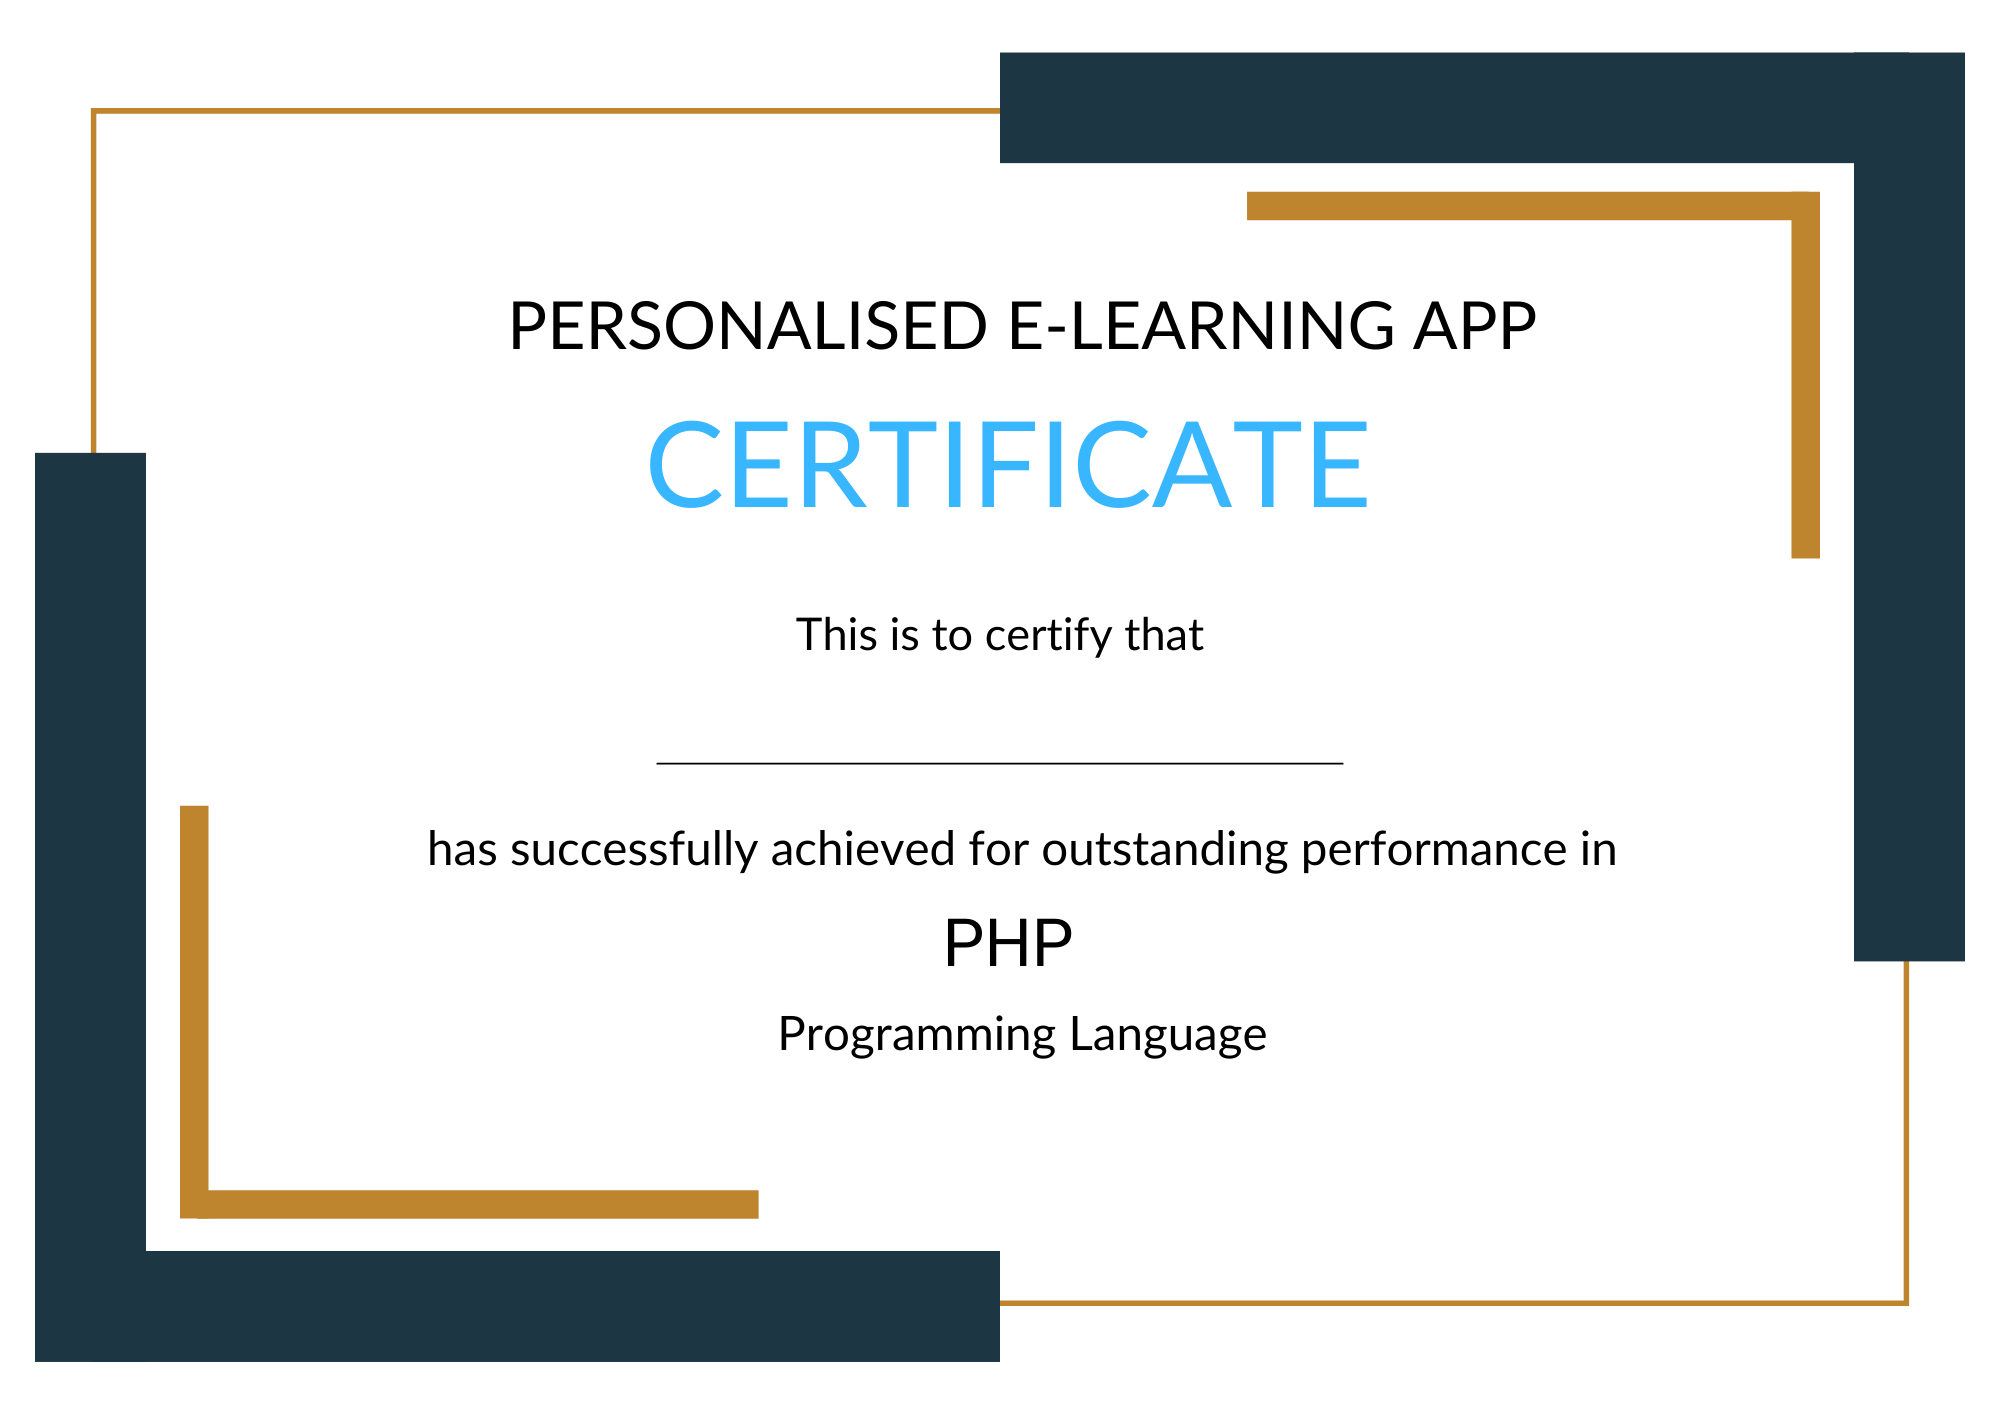 PERSONALISED E-LEARNING APP
CERTIFICATE
This is to certify that
has successfully achieved for outstanding performance in
PHP
Programming Language